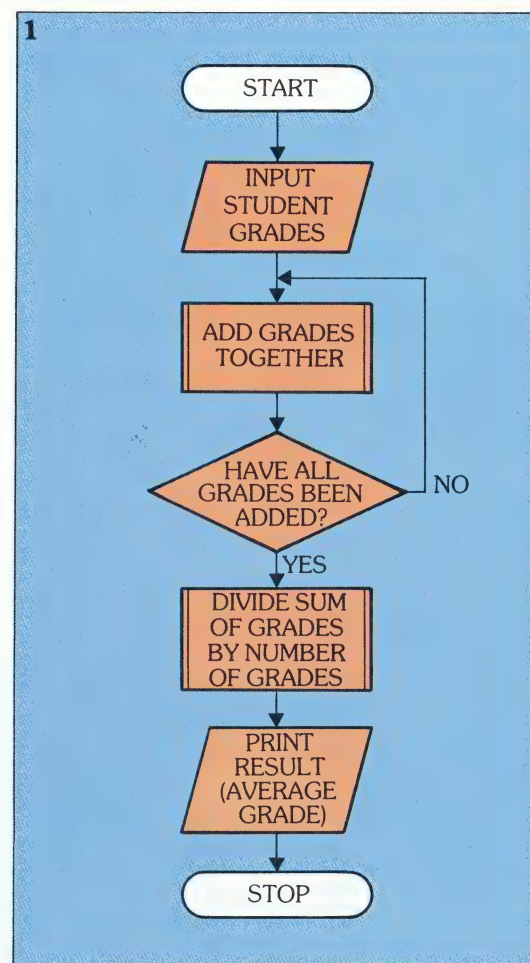 1
START
INPUT
STUDENT
GRADES
ADD GRADES
TOGETHER
HAVE ALL
GRADES BEEN
ADDED?
NO
YES
DIVIDE SUM
OF GRADES
BY NUMBER
OF GRADES
PRINT
RESULT
(AVERAGE
GRADE)
STOP